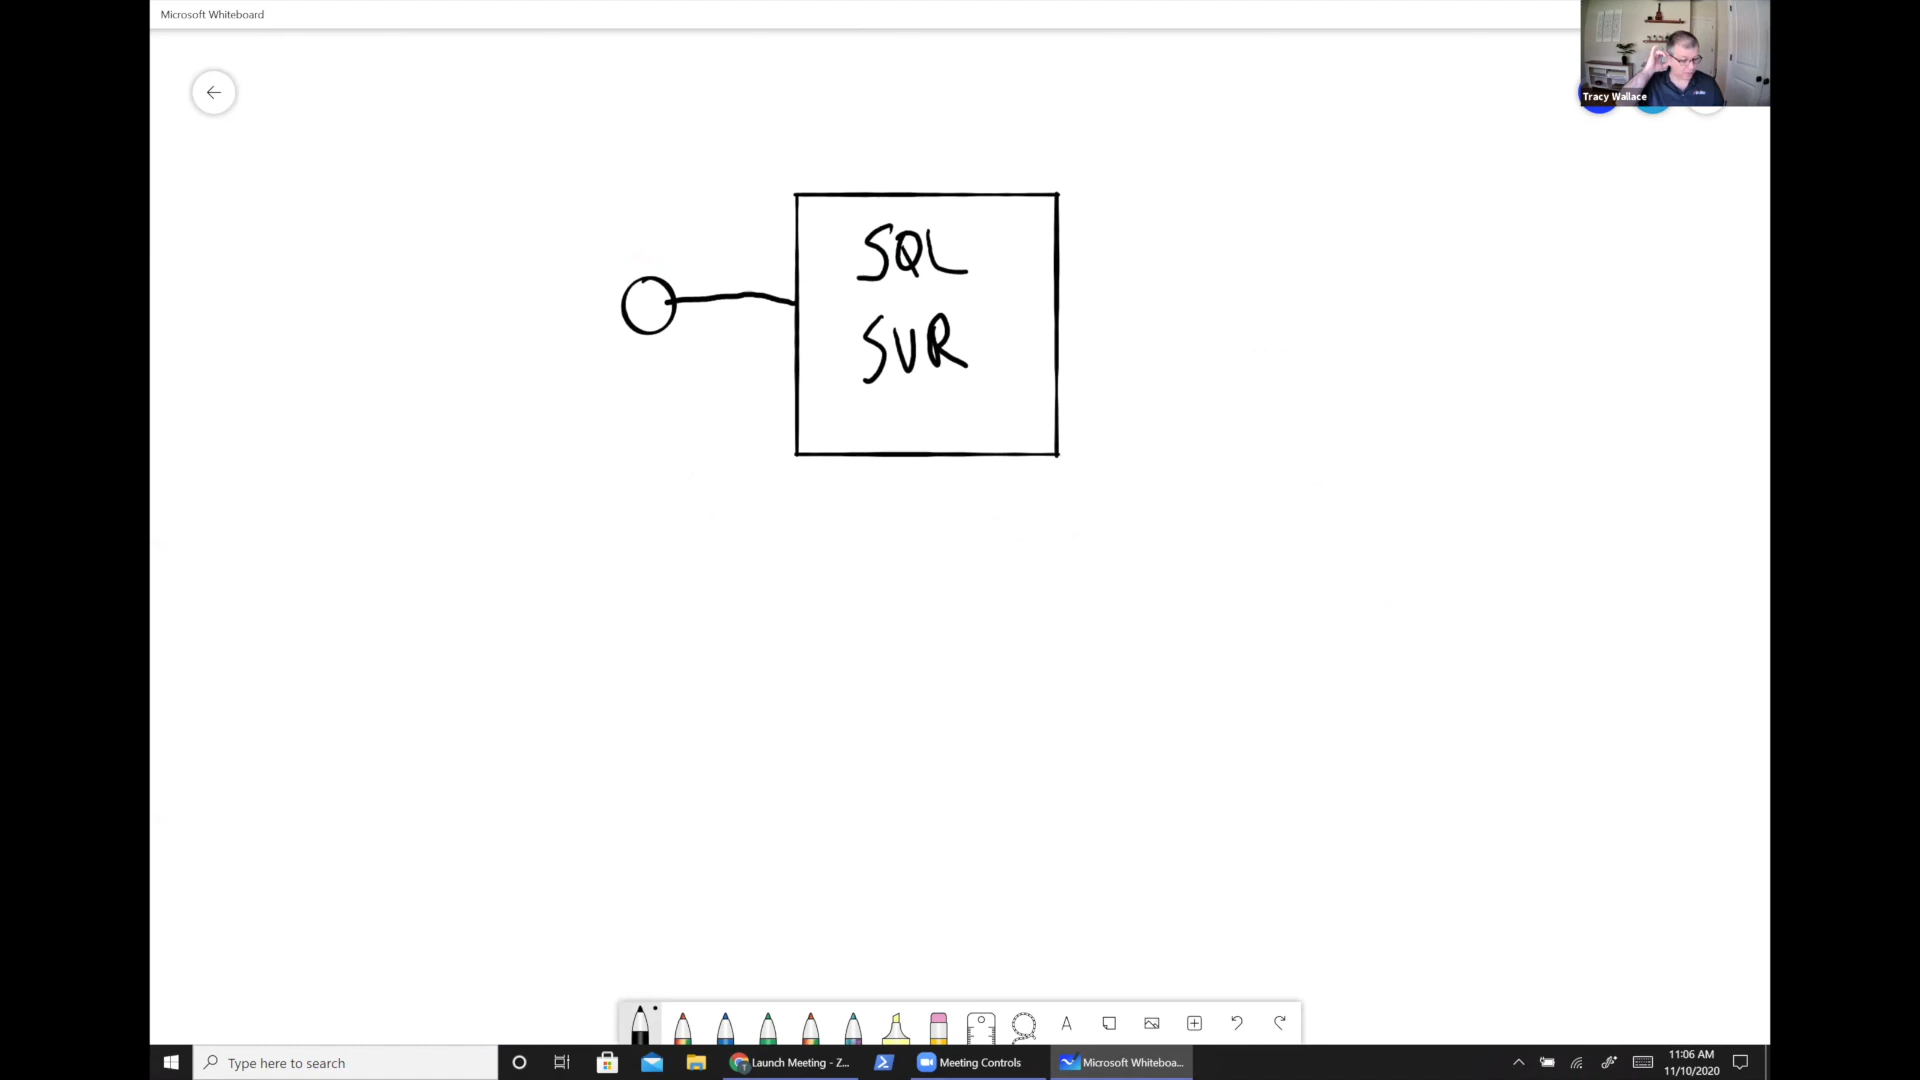 Microsoft Whiteboard
Tracy Wallace
SQL
SVR
A
Type here to search
Launch Meeting - Z...
Meeting Controls
Microsoft Whiteboa...
11:06 AM
11/10/2020